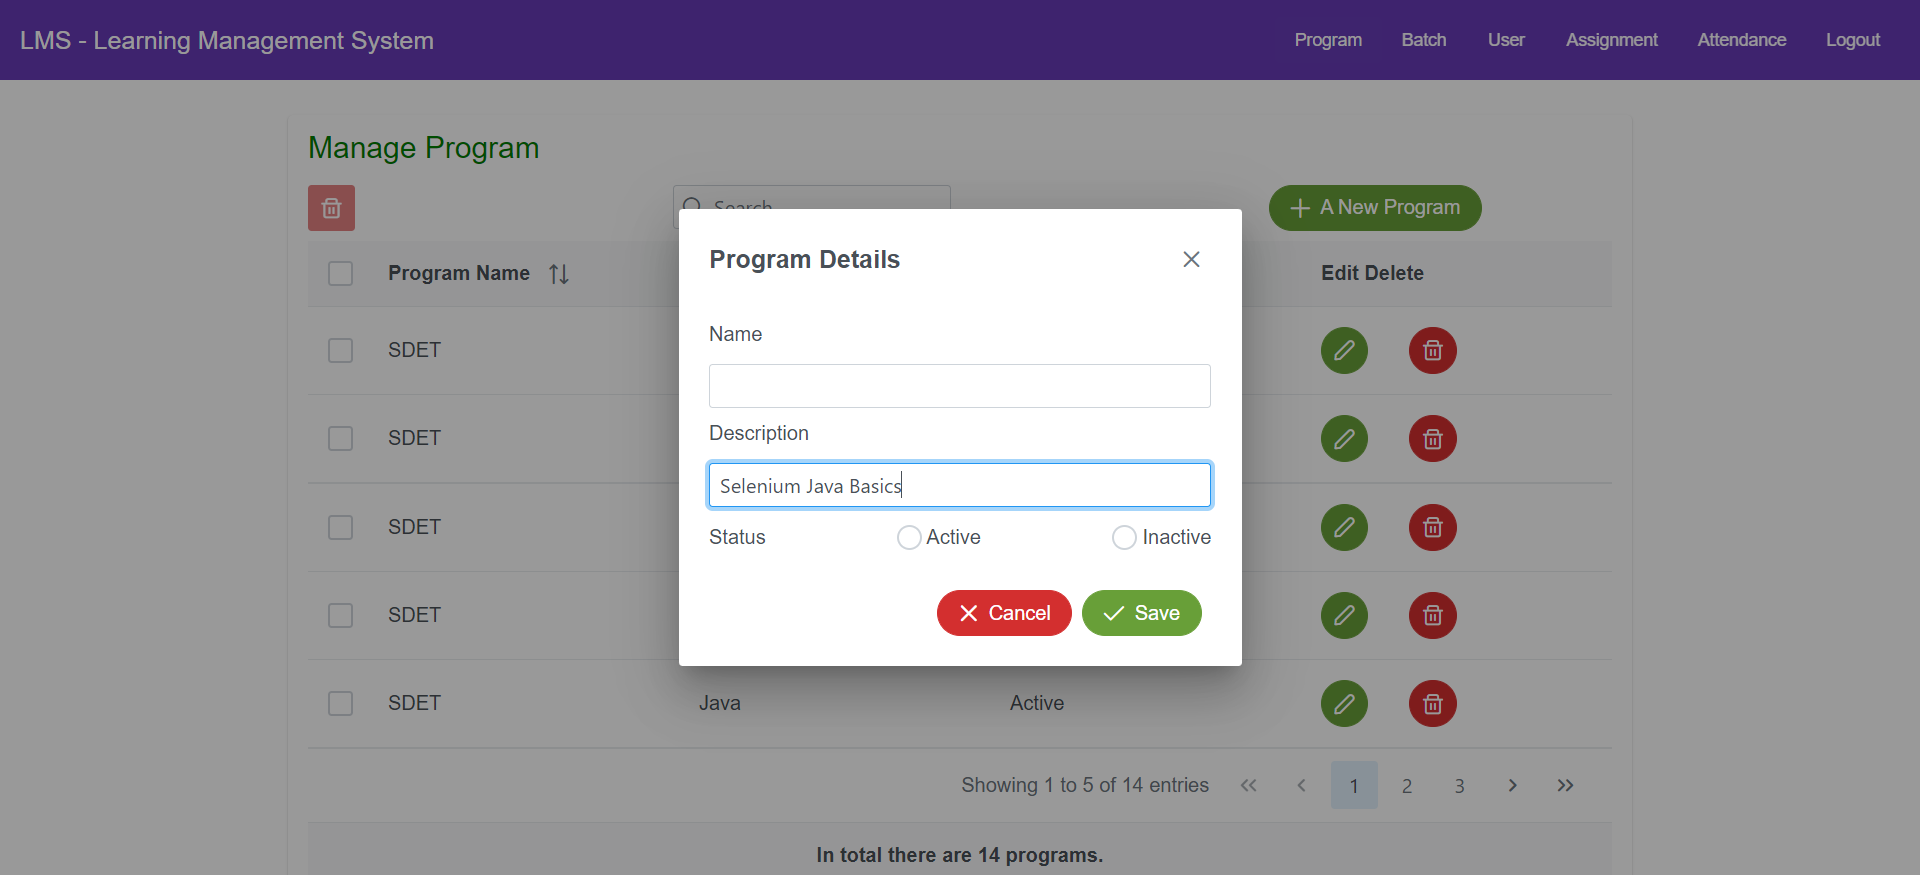 LMS - Learning Management System
Program Batch User Assignment Attendance Logout
Manage Program
Search
A New Program
Program Details
Program Name
Edit Delete
Name
SDET
Description
SDET
Selenium Java Basics
SDET
Status Active Inactive
Cancel Save
SDET
SDET Java Active
Showing 1 to 5 of 14 entries 1 2 3
In total there are 14 programs.